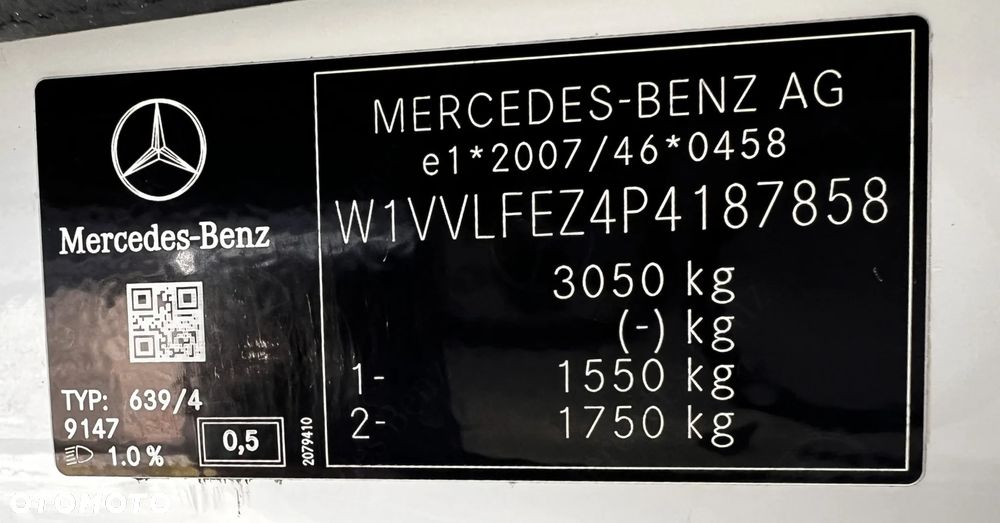 Mercedes-Benz
TYP: 639/4
9147
1.0 %
0,5
2079410
MERCEDES-BENZ AG
e1*2007/46*0458
W1VVLFEZ4P4187858
3050 kg
(-) kg
1- 1550 kg
2- 1750 kg
OTOMOTO